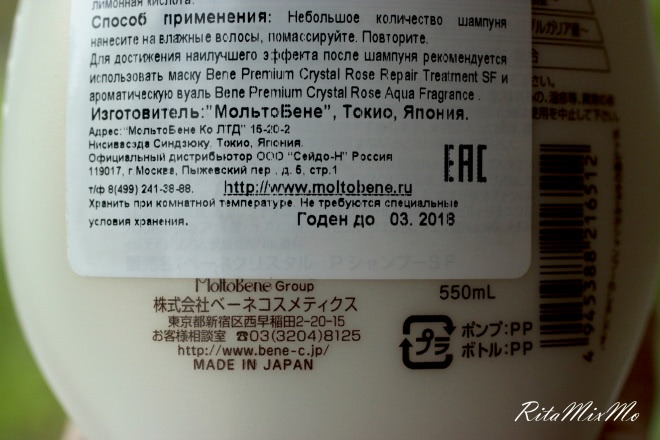 лимонная кислота.
Способ применения: Небольшое количество шампуня
нанесите на влажные волосы, помассируйте. Повторите.
Для достижения наилучшего эффекта после шампуня рекомендуется
использовать маску Bene Premium Crystal Rose Repair Treatment SF и
ароматическую вуаль Bene Premium Crystal Rose Aqua Fragrance .
Изготовитель:"МольтоБене", Токио, Япония.
Адрес: "МольтоБене Ко ЛТД" 16-20-2
Нисивасэда Синдзюку, Токио, Япония.
Официальный дистрибьютор ООО "Сейдо-Н" Россия
119017, г Москва, Пыжевский пер , д. 5, стр.1
т/ф 8(499) 241-38-88. http://www.moltobene.ru
Хранить при комнатной температуре. Не требуются специальные
условия хранения. Годен до 03. 2018
EAC
MoltoBene Group
株式会社ベーネコスメティクス
東京都新宿区西早稲田2-20-15
お客様相談室 ☎03(3204)8125
http://www.bene-c.jp/
MADE IN JAPAN
550mL
プラ
ポンプ:PP
ボトル:PP
4 945388 216512
RitaMixMo